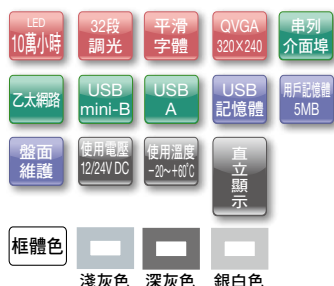 LED
10萬小時
32段
調光
平滑
字體
QVGA
320×240
串列
介面埠
乙太網路
USB
mini-B
USB
A
USB
記憶體
用戶記憶體
5MB
盤面
維護
使用電壓
12/24V DC
使用溫度
-20~+60℃
直立顯示
框體色
淺灰色 深灰色 銀白色